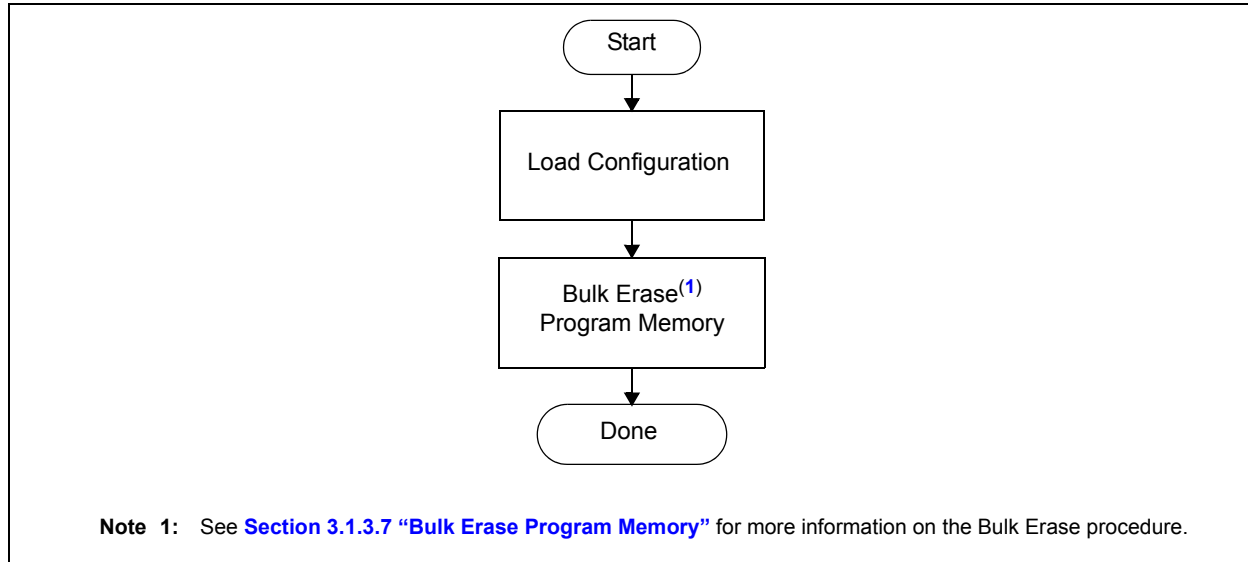 Start
Load Configuration
Bulk Erase(1)
Program Memory
Done
Note 1: See Section 3.1.3.7 “Bulk Erase Program Memory” for more information on the Bulk Erase procedure.